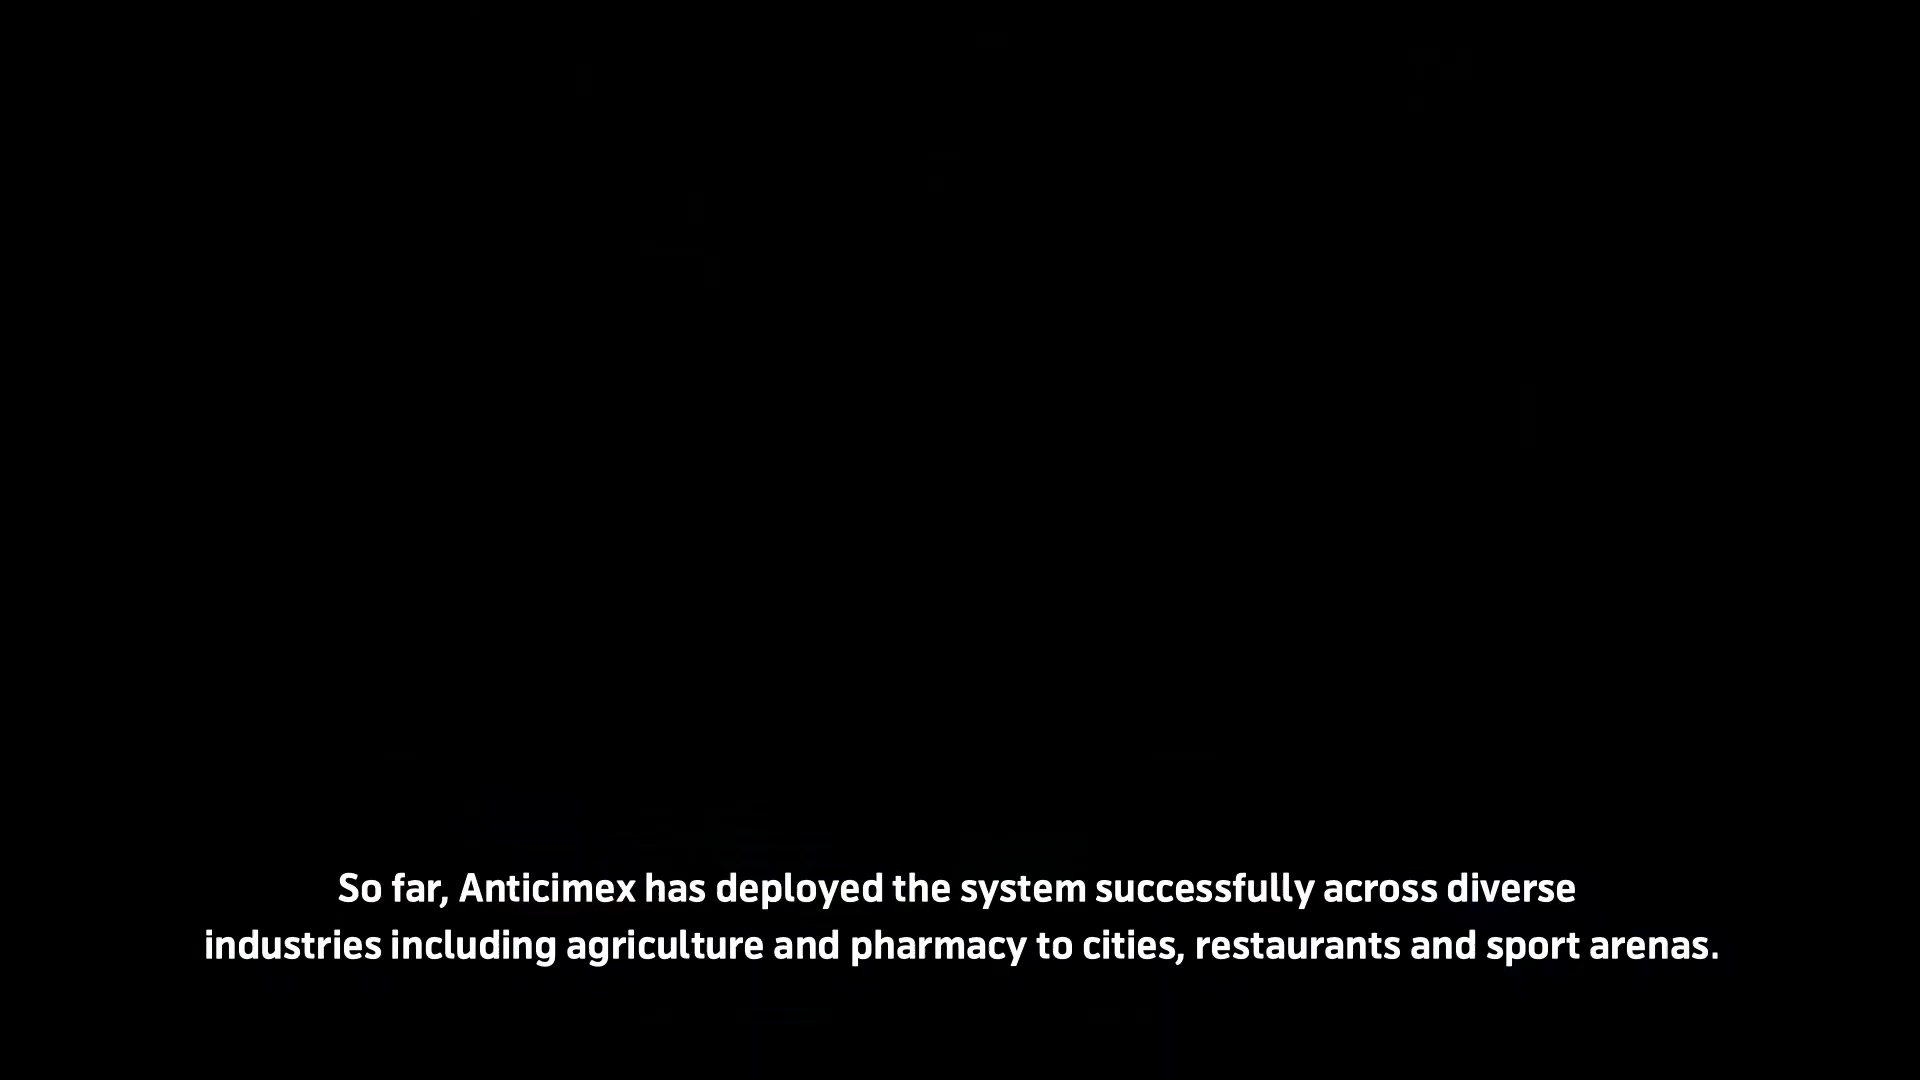 So far, Anticimex has deployed the system successfully across diverse
industries including agriculture and pharmacy to cities, restaurants and sport arenas.